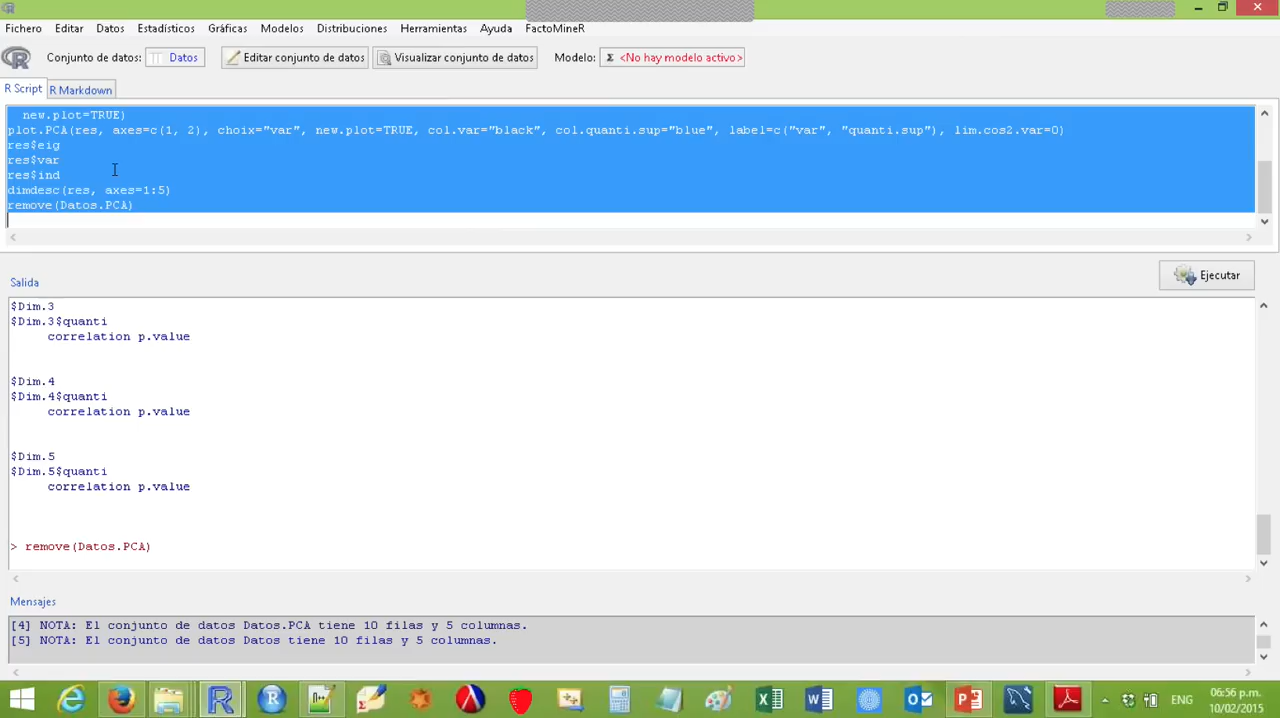 Fichero Editar Datos Estadísticos Gráficas Modelos Distribuciones Herramientas Ayuda FactoMineR
Conjunto de datos: Datos Editar conjunto de datos Visualizar conjunto de datos Modelo: Σ <No hay modelo activo>
R Script R Markdown
new.plot=TRUE)
plot.PCA(res, axes=c(1, 2), choix="var", new.plot=TRUE, col.var="black", col.quanti.sup="blue", label=c("var", "quanti.sup"), lim.cos2.var=0)
res$eig
res$var
res$ind
dimdesc(res, axes=1:5)
remove(Datos.PCA)
Ejecutar
Salida
$Dim.3
$Dim.3$quanti
correlation p.value
$Dim.4
$Dim.4$quanti
correlation p.value
$Dim.5
$Dim.5$quanti
correlation p.value
> remove(Datos.PCA)
Mensajes
[4] NOTA: El conjunto de datos Datos.PCA tiene 10 filas y 5 columnas.
[5] NOTA: El conjunto de datos Datos tiene 10 filas y 5 columnas.
ENG
06:56 p.m.
10/02/2015